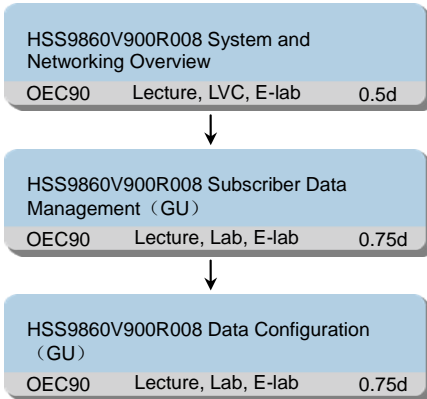 HSS9860V900R008 System and
Networking Overview
OEC90 Lecture, LVC, E-lab 0.5d
HSS9860V900R008 Subscriber Data
Management（GU）
OEC90 Lecture, Lab, E-lab 0.75d
HSS9860V900R008 Data Configuration
（GU）
OEC90 Lecture, Lab, E-lab 0.75d